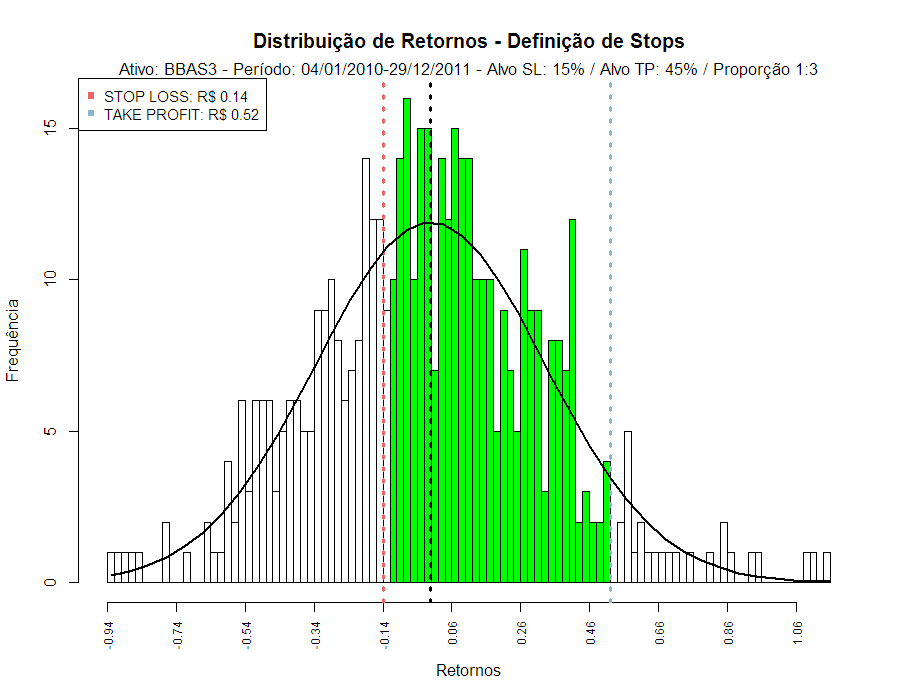 Distribuição de Retornos - Definição de Stops
Ativo: BBAS3 - Período: 04/01/2010-29/12/2011 - Alvo SL: 15% / Alvo TP: 45% / Proporção 1:3
STOP LOSS: R$ 0.14
TAKE PROFIT: R$ 0.52
15
10
5
0
Frequência
-0.94
-0.74
-0.54
-0.34
-0.14
0.06
0.26
0.46
0.66
0.86
1.06
Retornos